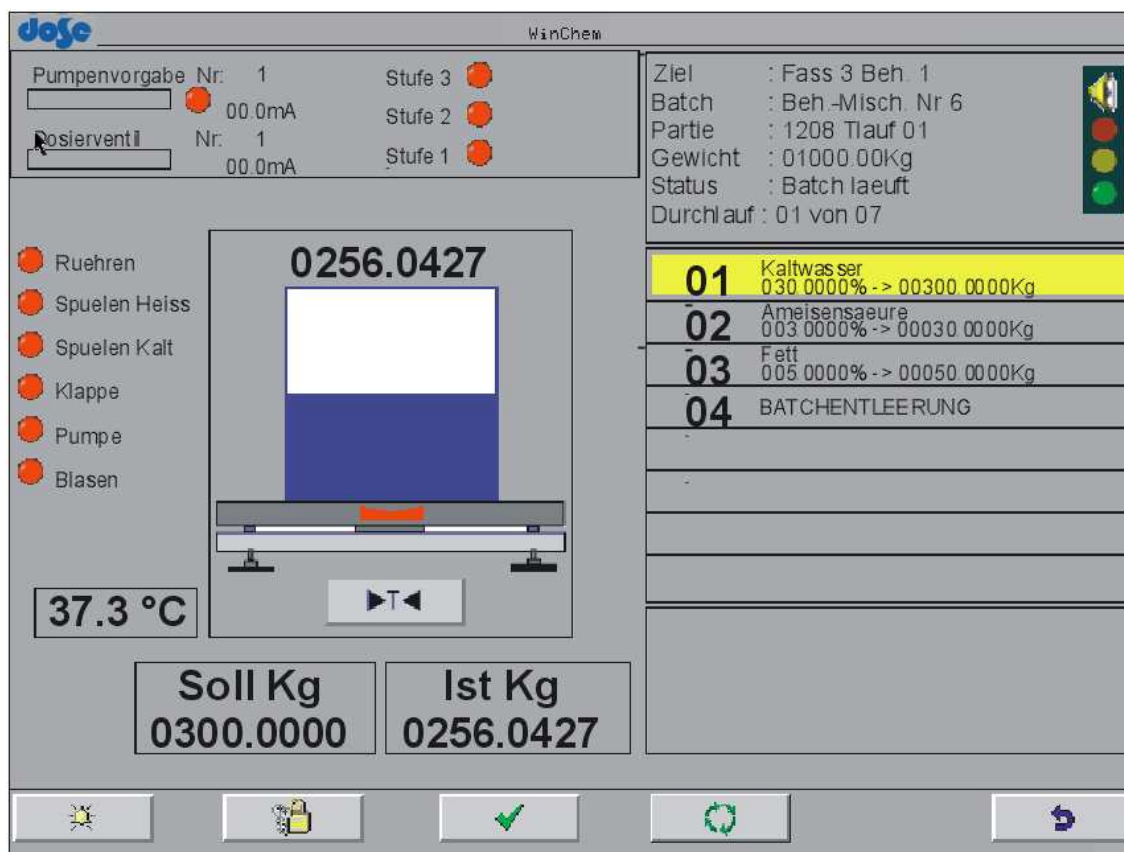 dose
WinChem
Pumpenvorgabe Nr: 1
00.0mA
Dosierventil Nr: 1
00.0mA
Stufe 3
Stufe 2
Stufe 1
Ziel : Fass 3 Beh. 1
Batch : Beh.-Misch. Nr 6
Partie : 1208 Tlauf 01
Gewicht : 01000.00Kg
Status : Batch laeuft
Durchlauf : 01 von 07
Ruehren
Spuelen Heiss
Spuelen Kalt
Klappe
Pumpe
Blasen
0256.0427
T
37.3 °C
Soll Kg
0300.0000
Ist Kg
0256.0427
01 Kaltwasser
030.0000% -> 00300.0000Kg
02 Ameisensaeure
003.0000% -> 00030.0000Kg
03 Fett
005.0000% -> 00050.0000Kg
04 BATCHENTLEERUNG